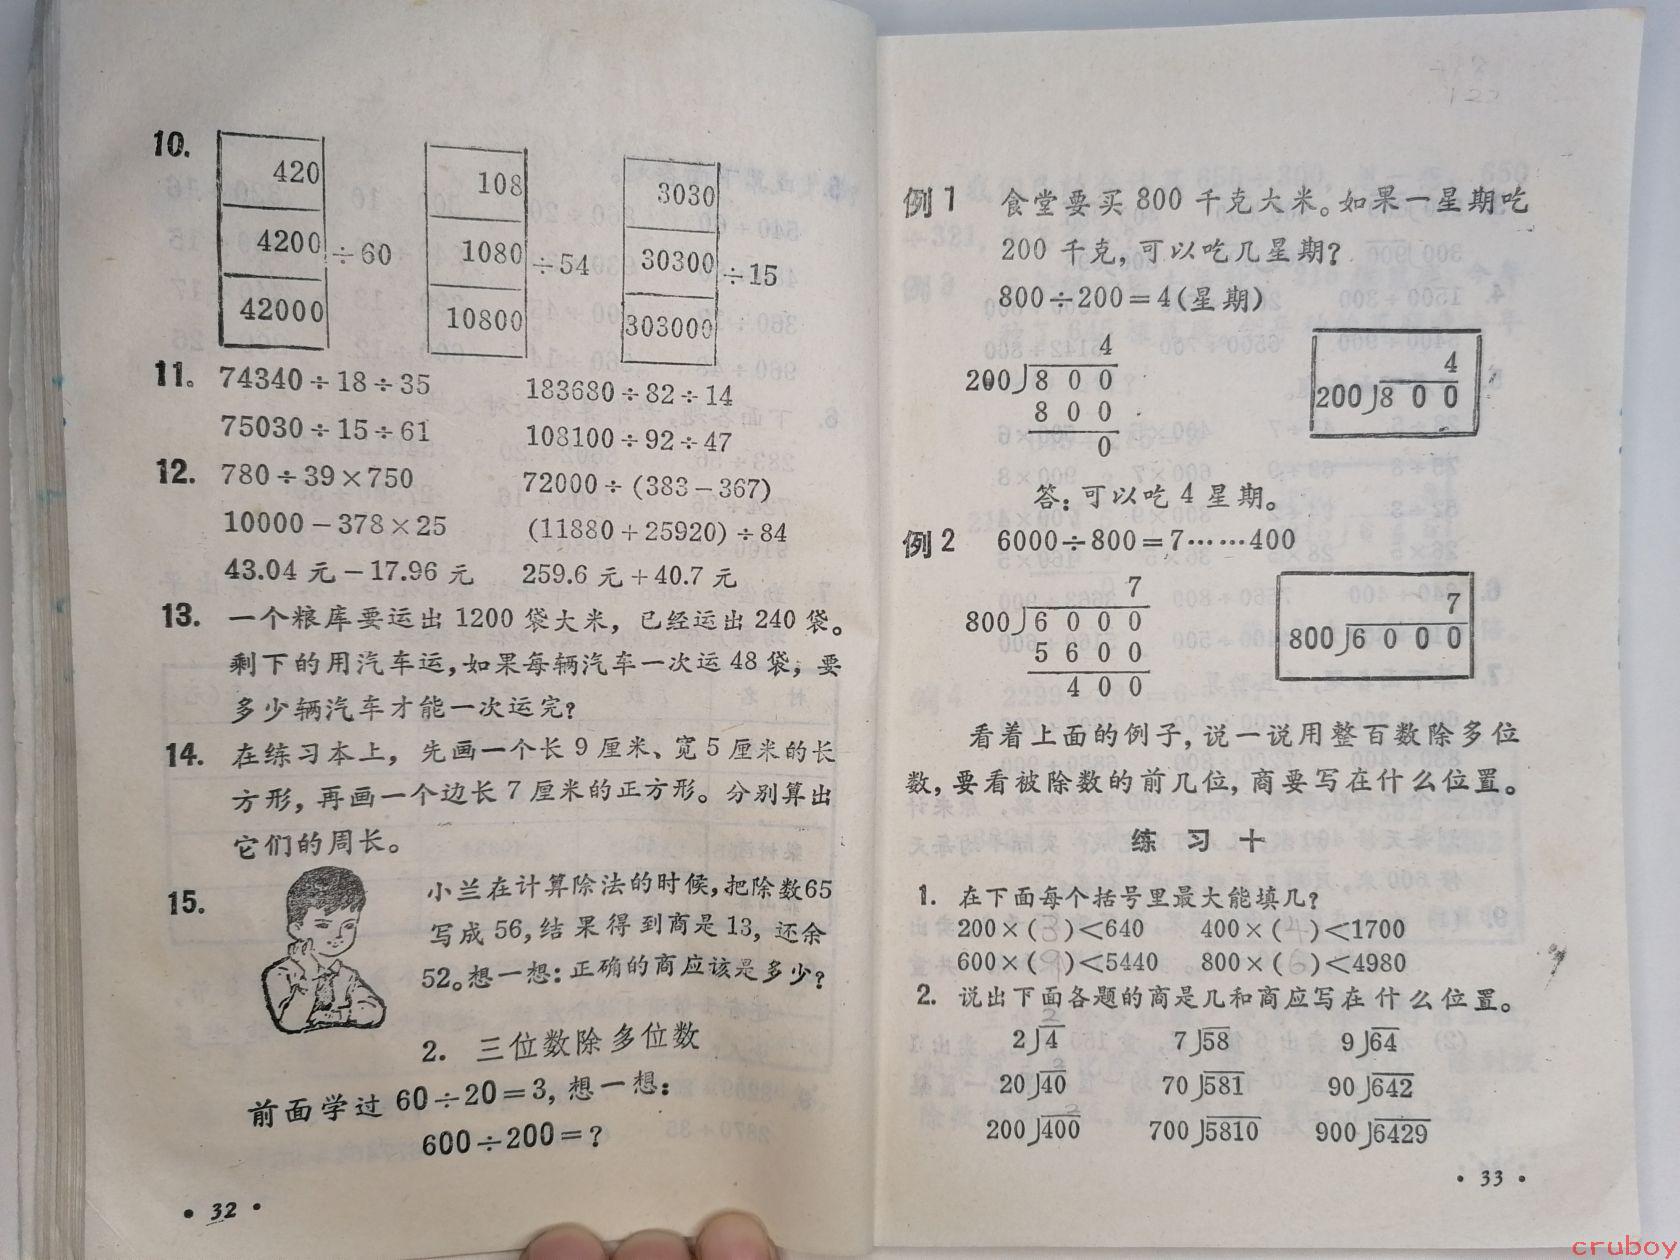 10.
420
4200 ÷60
42000
108
1080 ÷54
10800
3030
30300 ÷15
303000
11. 74340÷18÷35 183680÷82÷14
75030÷15÷61 108100÷92÷47
12. 780÷39×750 72000÷(383-367)
10000-378×25 (11880+25920)÷84
43.04元-17.96元 259.6元+40.7元
13. 一个粮库要运出1200袋大米，已经运出240袋。
剩下的用汽车运，如果每辆汽车一次运48袋，要
多少辆汽车才能一次运完？
14. 在练习本上，先画一个长9厘米、宽5厘米的长
方形，再画一个边长7厘米的正方形。分别算出
它们的周长。
15. 小兰在计算除法的时候，把除数65
写成56，结果得到商是13，还余
52。想一想：正确的商应该是多少？
2. 三位数除多位数
前面学过60÷20=3，想一想：
600÷200=？
·32·
例1 食堂要买800千克大米。如果一星期吃
200千克，可以吃几星期？
800÷200=4(星期)
4
200)800
800
0
4
200)800
答：可以吃4星期。
例2 6000÷800=7……400
7
800)6000
5600
400
7
800)6000
看着上面的例子，说一说用整百数除多位
数，要看被除数的前几位，商要写在什么位置。
练习十
1. 在下面每个括号里最大能填几？
200×(3)<640 400×(4)<1700
600×(9)<5440 800×(6)<4980
2. 说出下面各题的商是几和商应写在什么位置。
2
2)4 7)58 9)64
2
20)40 70)581 90)642
2
200)400 700)5810 900)6429
·33·
cruboy